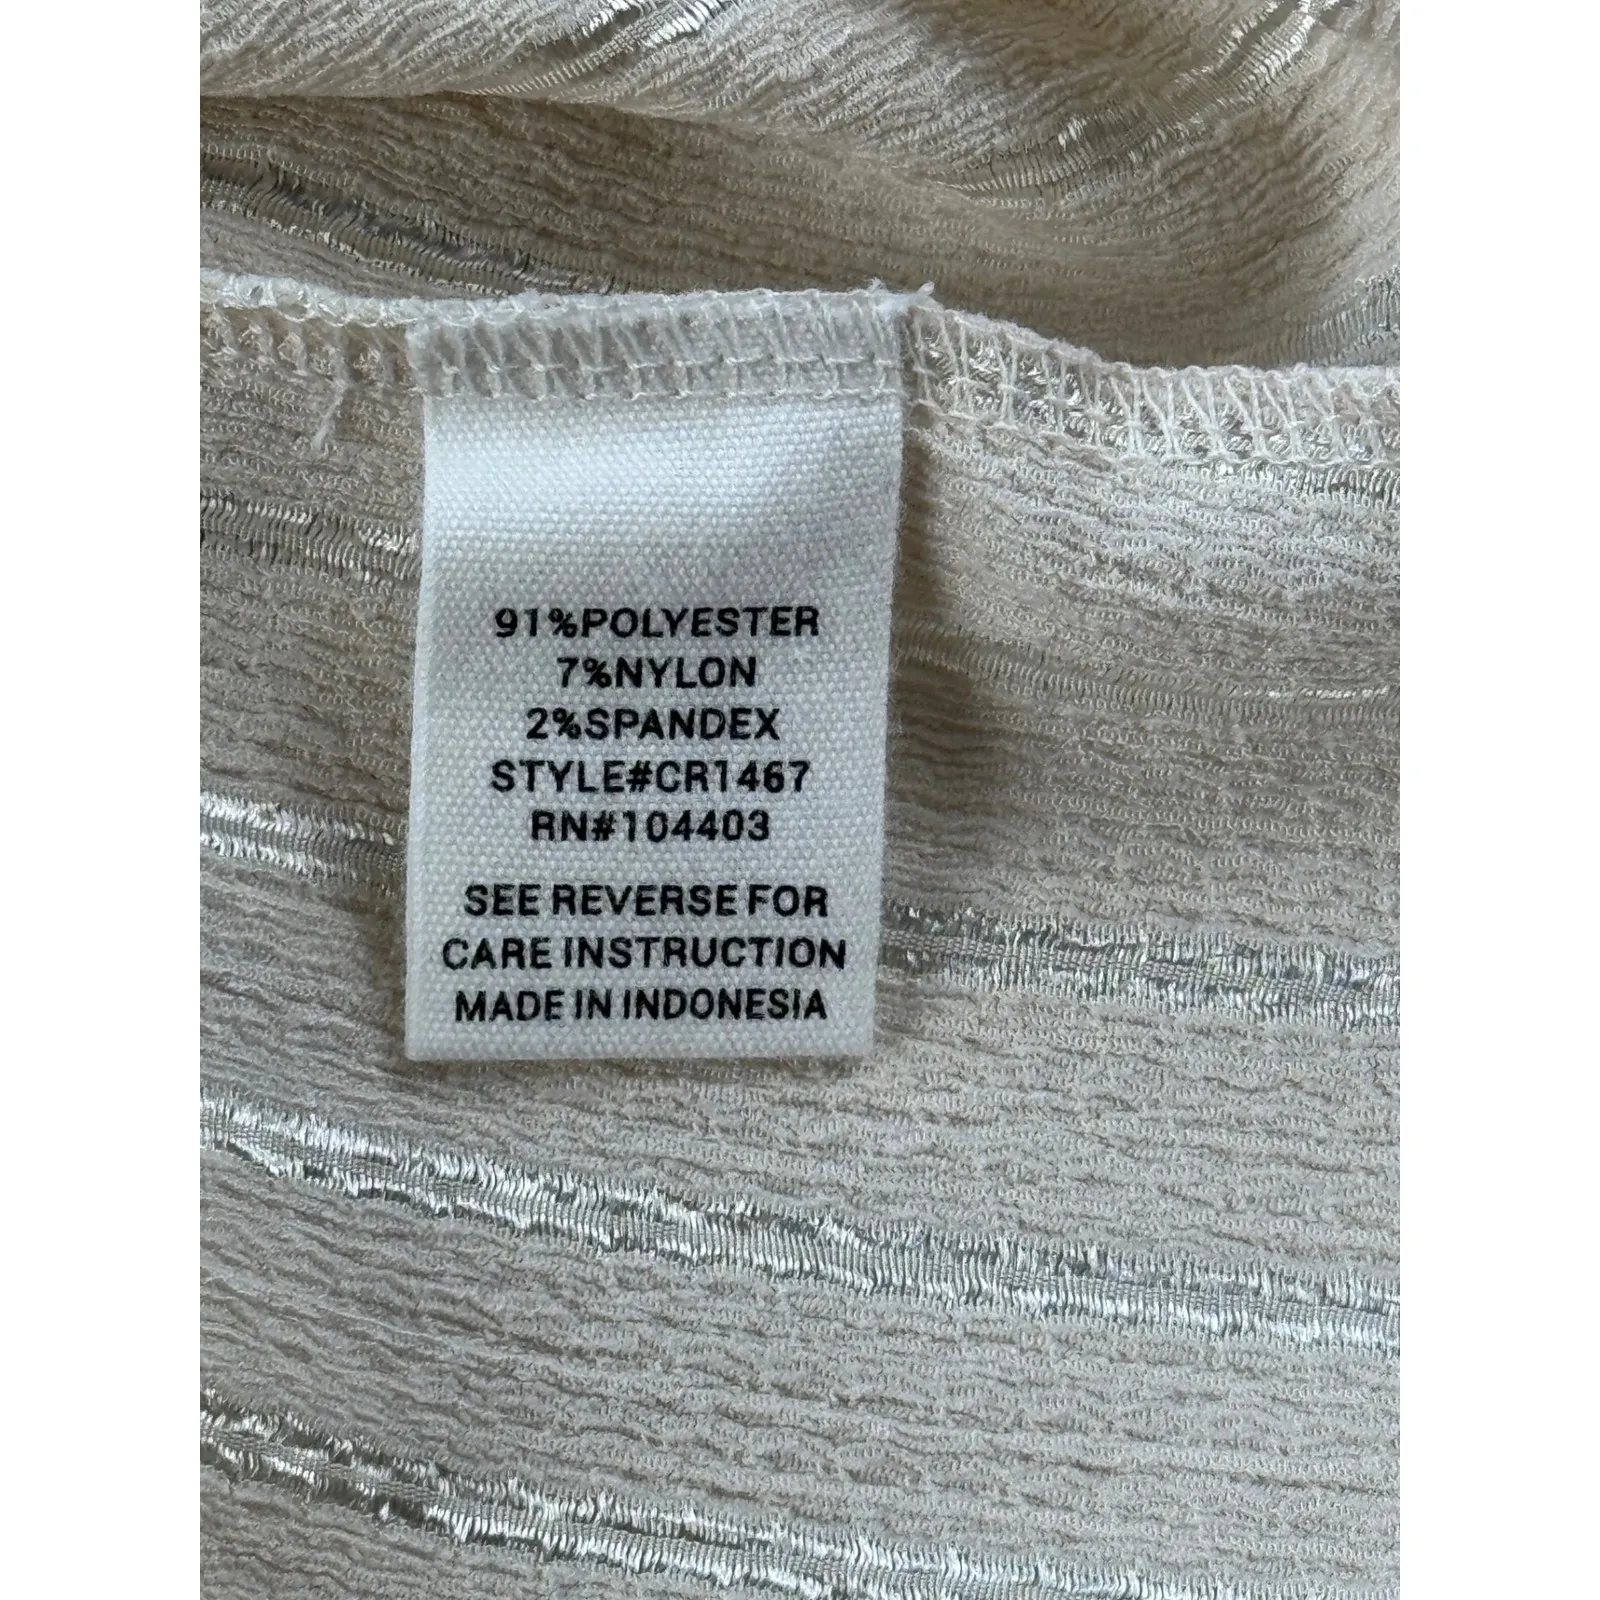 91%POLYESTER
7%NYLON
2%SPANDEX
STYLE#CR1467
RN#104403
SEE REVERSE FOR
CARE INSTRUCTION
MADE IN INDONESIA